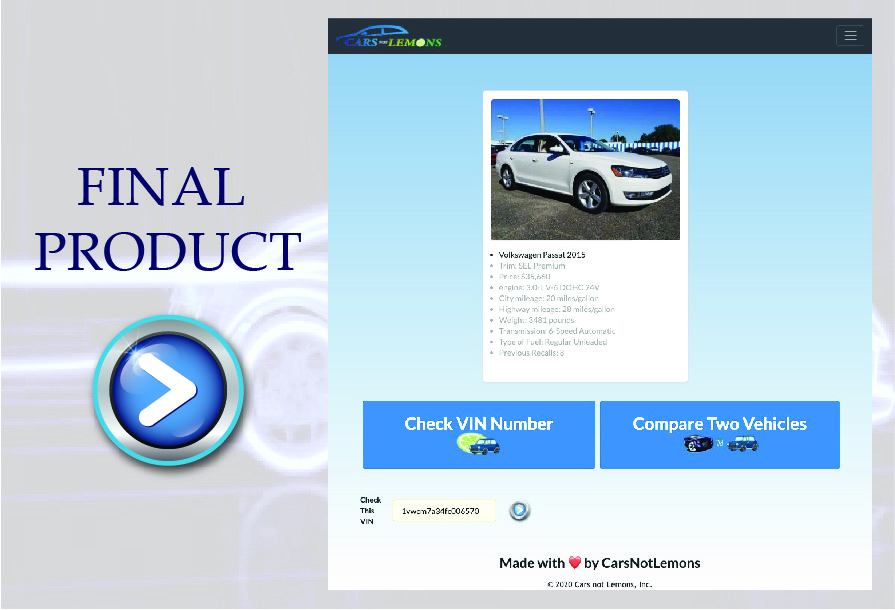 FINAL
PRODUCT
CARS NOT LEMONS
Volkswagen Passat 2015
Trim: SEL Premium
Price: $35,660
engine: 3.0-L V-6 DOHC 24V
City mileage: 20 miles/gallon
Highway mileage: 28 miles/gallon
Weight: 3481 pounds
Transmission: 6-Speed Automatic
Type of Fuel: Regular Unleaded
Previous Recalls: 8
Check VIN Number
Compare Two Vehicles
Check
This
VIN
1vwcm7a34fc006570
Made with ❤️ by CarsNotLemons
© 2020 Cars not Lemons, Inc.